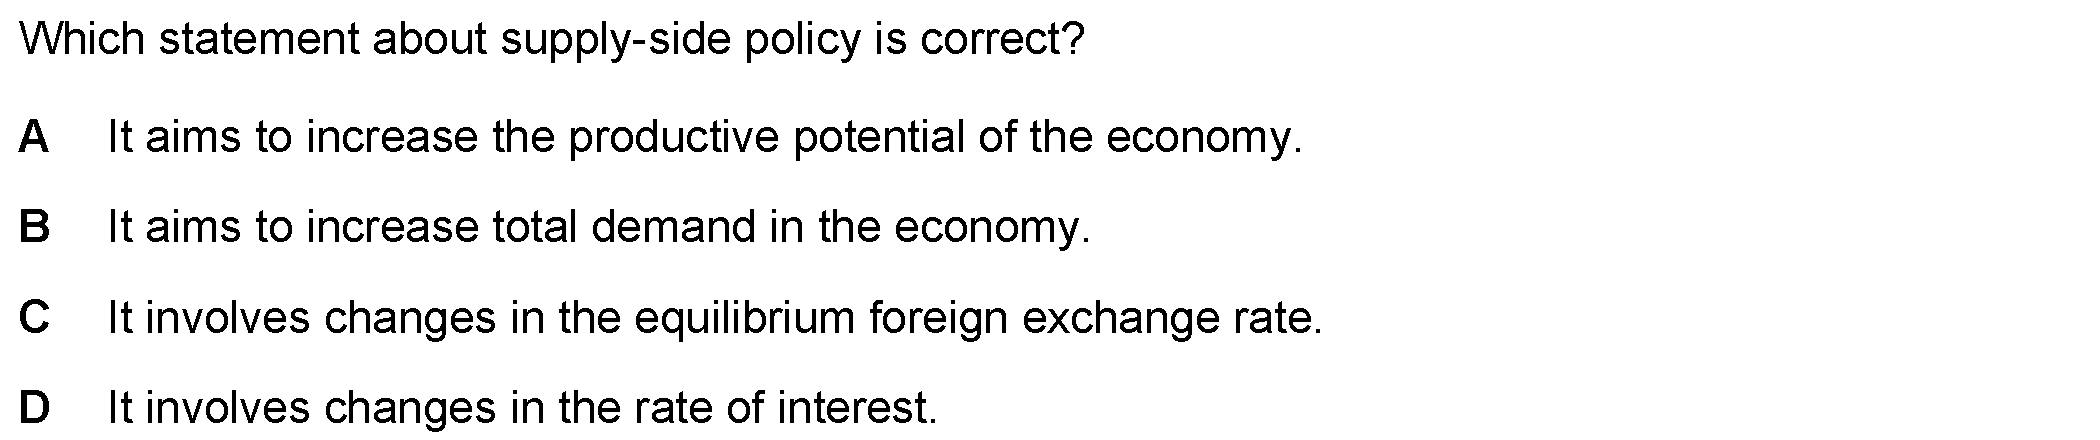 Which statement about supply-side policy is correct?
A It aims to increase the productive potential of the economy.
B It aims to increase total demand in the economy.
C It involves changes in the equilibrium foreign exchange rate.
D It involves changes in the rate of interest.